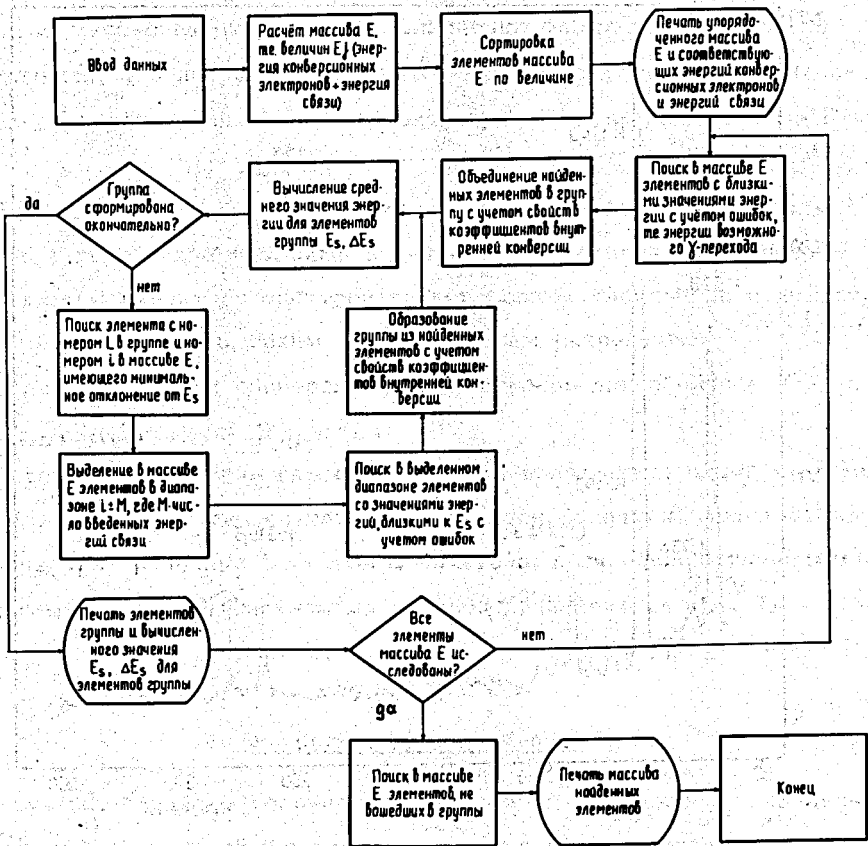 Ввод данных
Расчёт массива Е,
т.е. величин Еj (энер-
гия конверсионных
электронов + энергия
связи)
Сортировка
элементов массива
Е по величине
Печать упорядо-
ченного массива
Е и соответствую-
щих энергий конвер-
сионных электронов
и энергий связи
Поиск в массиве Е
элементов с близки-
ми значениями энер-
гии с учётом ошибок,
т.е. энергии возможно-
го γ-перехода
Объединение найден-
ных элементов в груп-
пу с учетом свойств
коэффициентов внут-
ренней конверсии
Вычисление сред-
него значения энер-
гии для элементов
группы Es, ΔEs
Группа
сформирована
окончательно?
да
нет
Поиск элемента с но-
мером L в группе и но-
мером i в массиве Е,
имеющего минималь-
ное отклонение от Es
Выделение в массиве
Е элементов в диапа-
зоне i±M, где М-чис-
ло введенных энер-
гий связи
Поиск в выделенном
диапазоне элементов
со значениями энер-
гий, близкими к Es с
учетом ошибок
Образование
группы из найденных
элементов с учетом
свойств коэффициен-
тов внутренней кон-
версии
Печать элементов
группы и вычислен-
ного значения
Es, ΔEs для
элементов группы
Все
элементы
массива Е ис-
следованы?
нет
да
Поиск в массиве
Е элементов, не
вошедших в группы
Печать массива
найденных
элементов
Конец